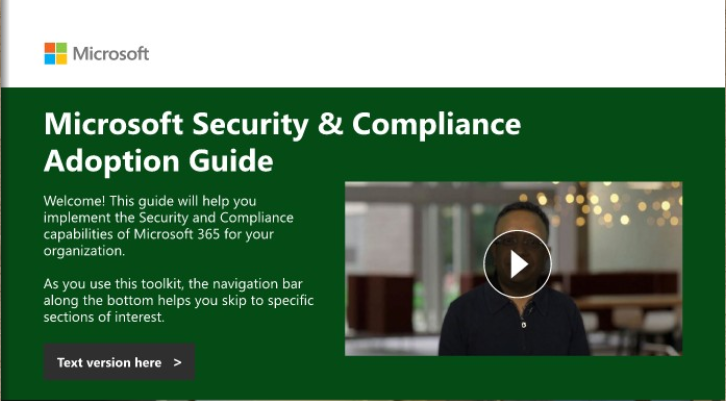 Microsoft
Microsoft Security & Compliance
Adoption Guide
Welcome! This guide will help you
implement the Security and Compliance
capabilities of Microsoft 365 for your
organization.
As you use this toolkit, the navigation bar
along the bottom helps you skip to specific
sections of interest.
Text version here >